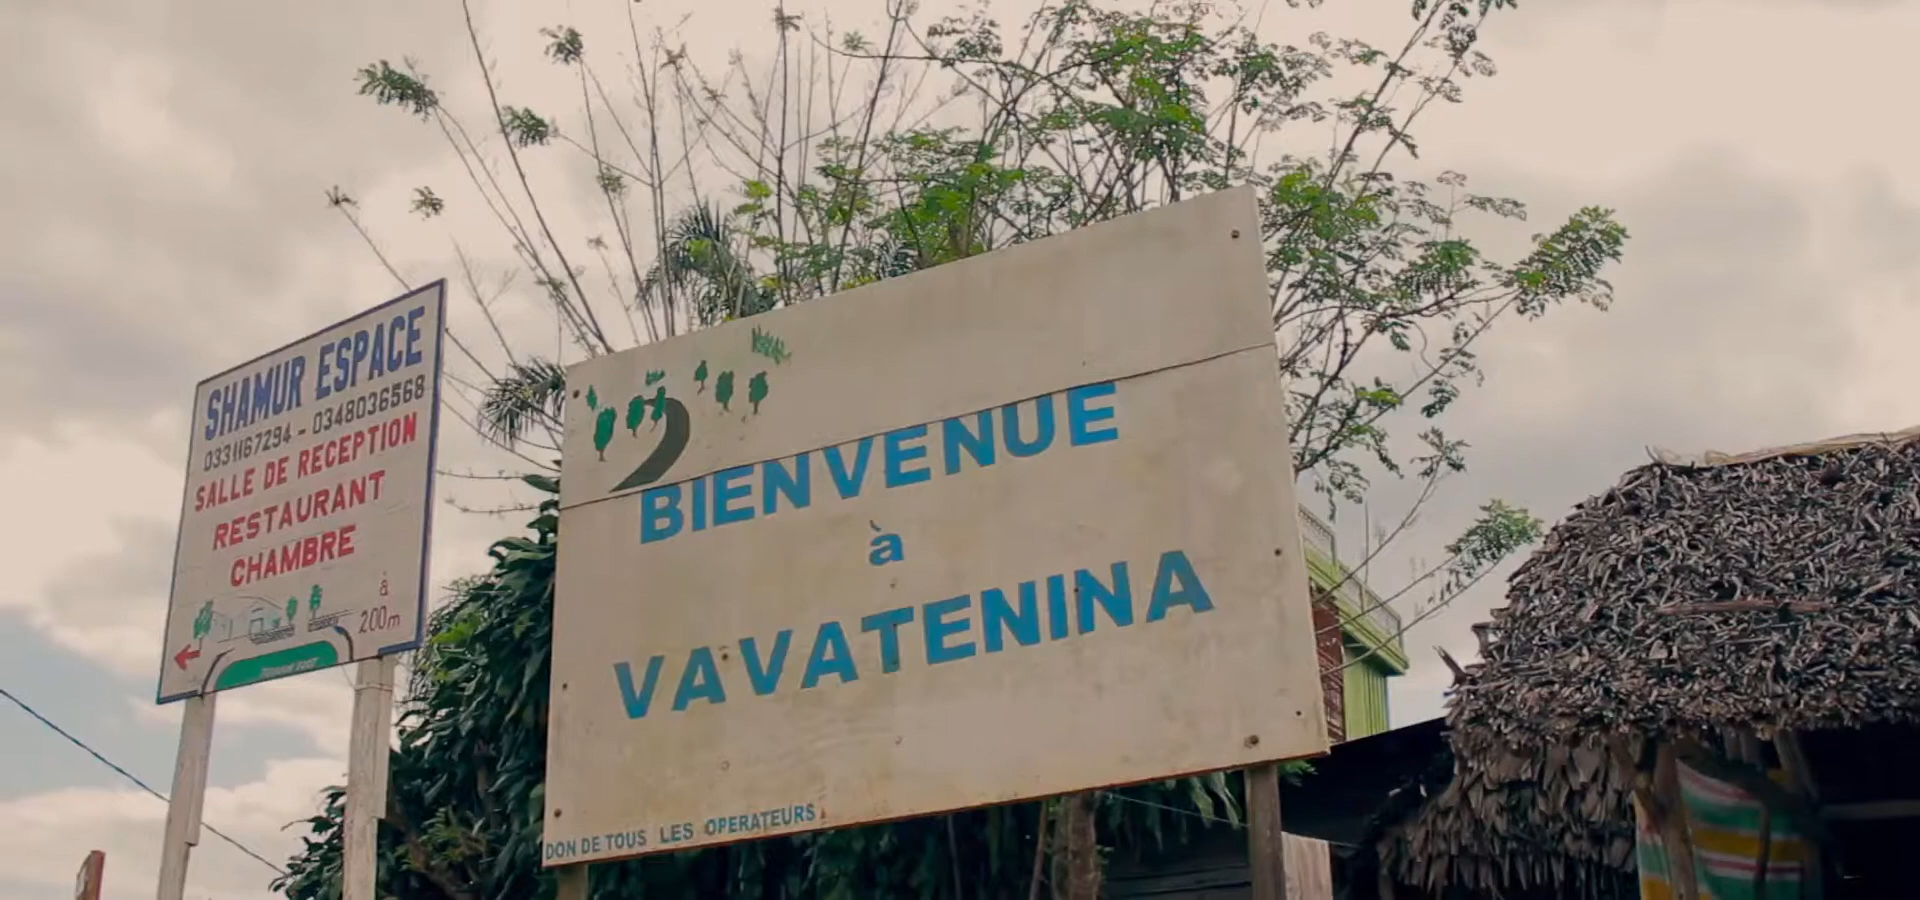 SHAMUR ESPACE
0331167294 - 0348036568
SALLE DE RECEPTION
RESTAURANT
CHAMBRE
à
200m
BIENVENUE
à
VAVATENINA
DON DE TOUS LES OPERATEURS